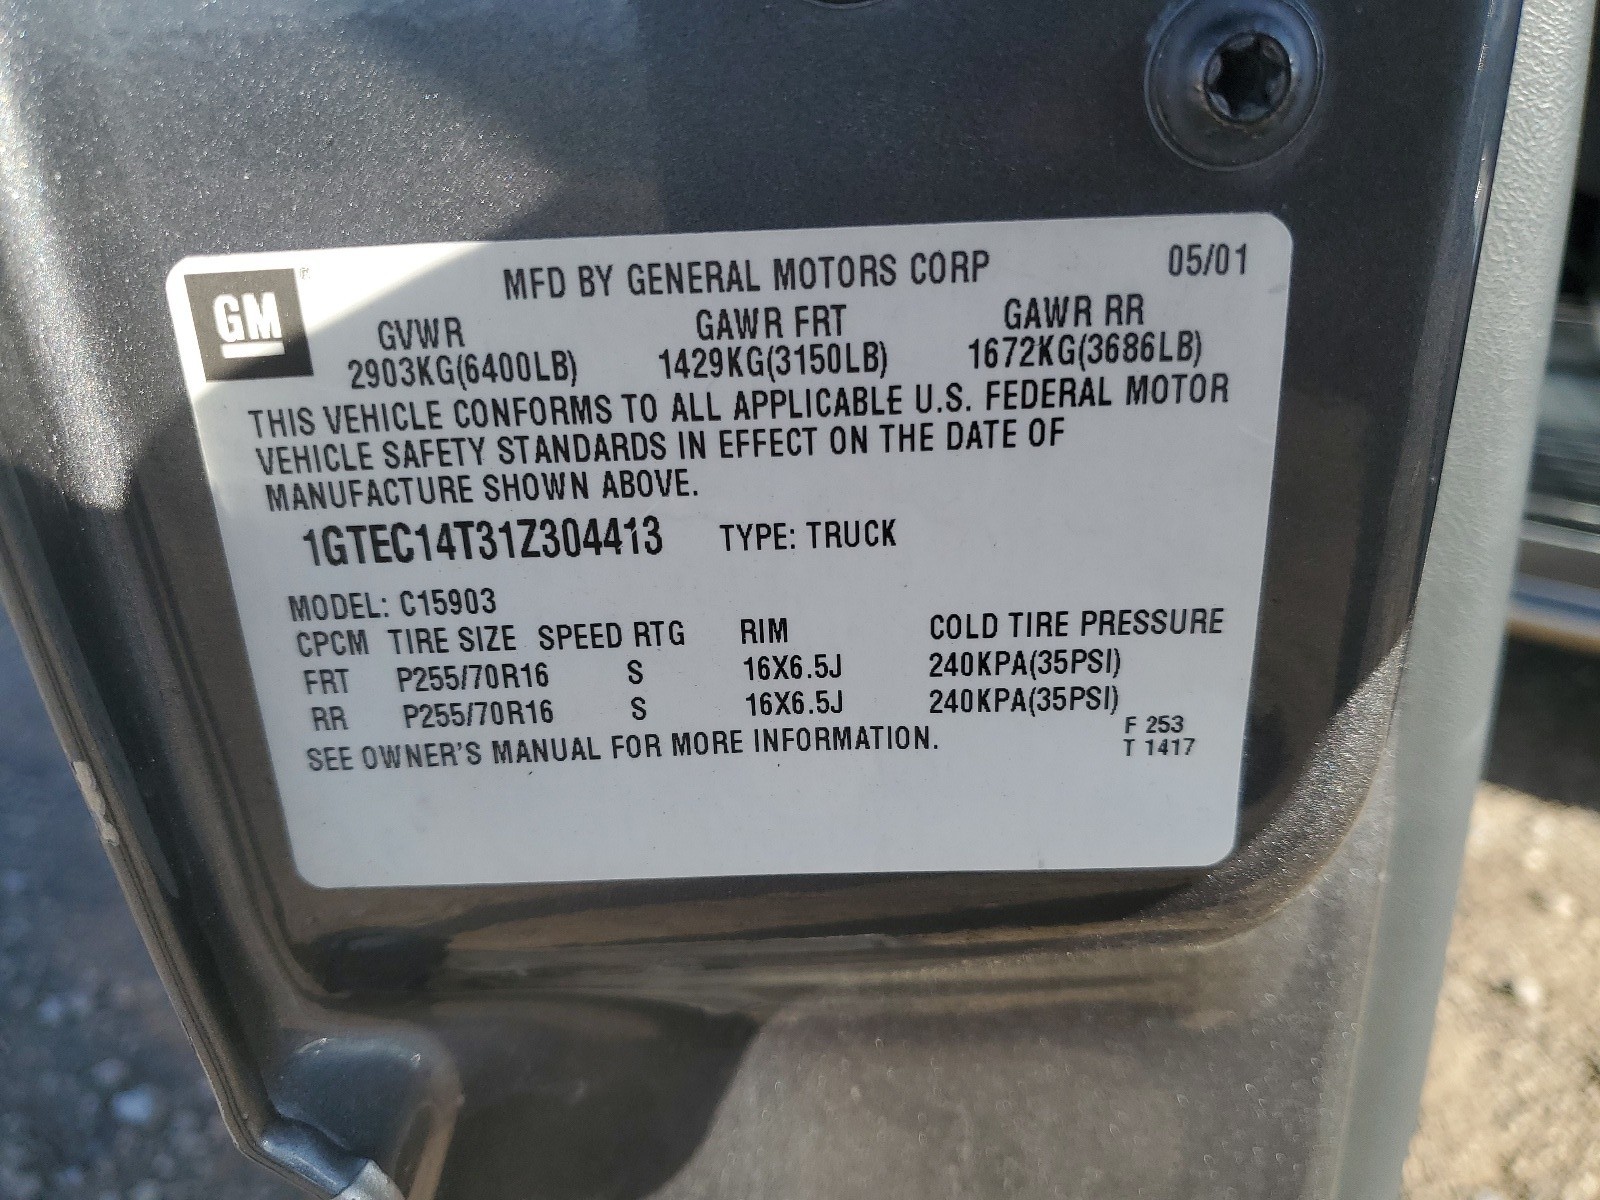 GM
MFD BY GENERAL MOTORS CORP 05/01
GVWR GAWR FRT GAWR RR
2903KG(6400LB) 1429KG(3150LB) 1672KG(3686LB)
THIS VEHICLE CONFORMS TO ALL APPLICABLE U.S. FEDERAL MOTOR
VEHICLE SAFETY STANDARDS IN EFFECT ON THE DATE OF
MANUFACTURE SHOWN ABOVE.
1GTEC14T31Z304413 TYPE: TRUCK
MODEL: C15903
CPCM TIRE SIZE SPEED RTG RIM COLD TIRE PRESSURE
FRT P255/70R16 S 16X6.5J 240KPA(35PSI)
RR P255/70R16 S 16X6.5J 240KPA(35PSI)
SEE OWNER'S MANUAL FOR MORE INFORMATION.
F 253
T 1417